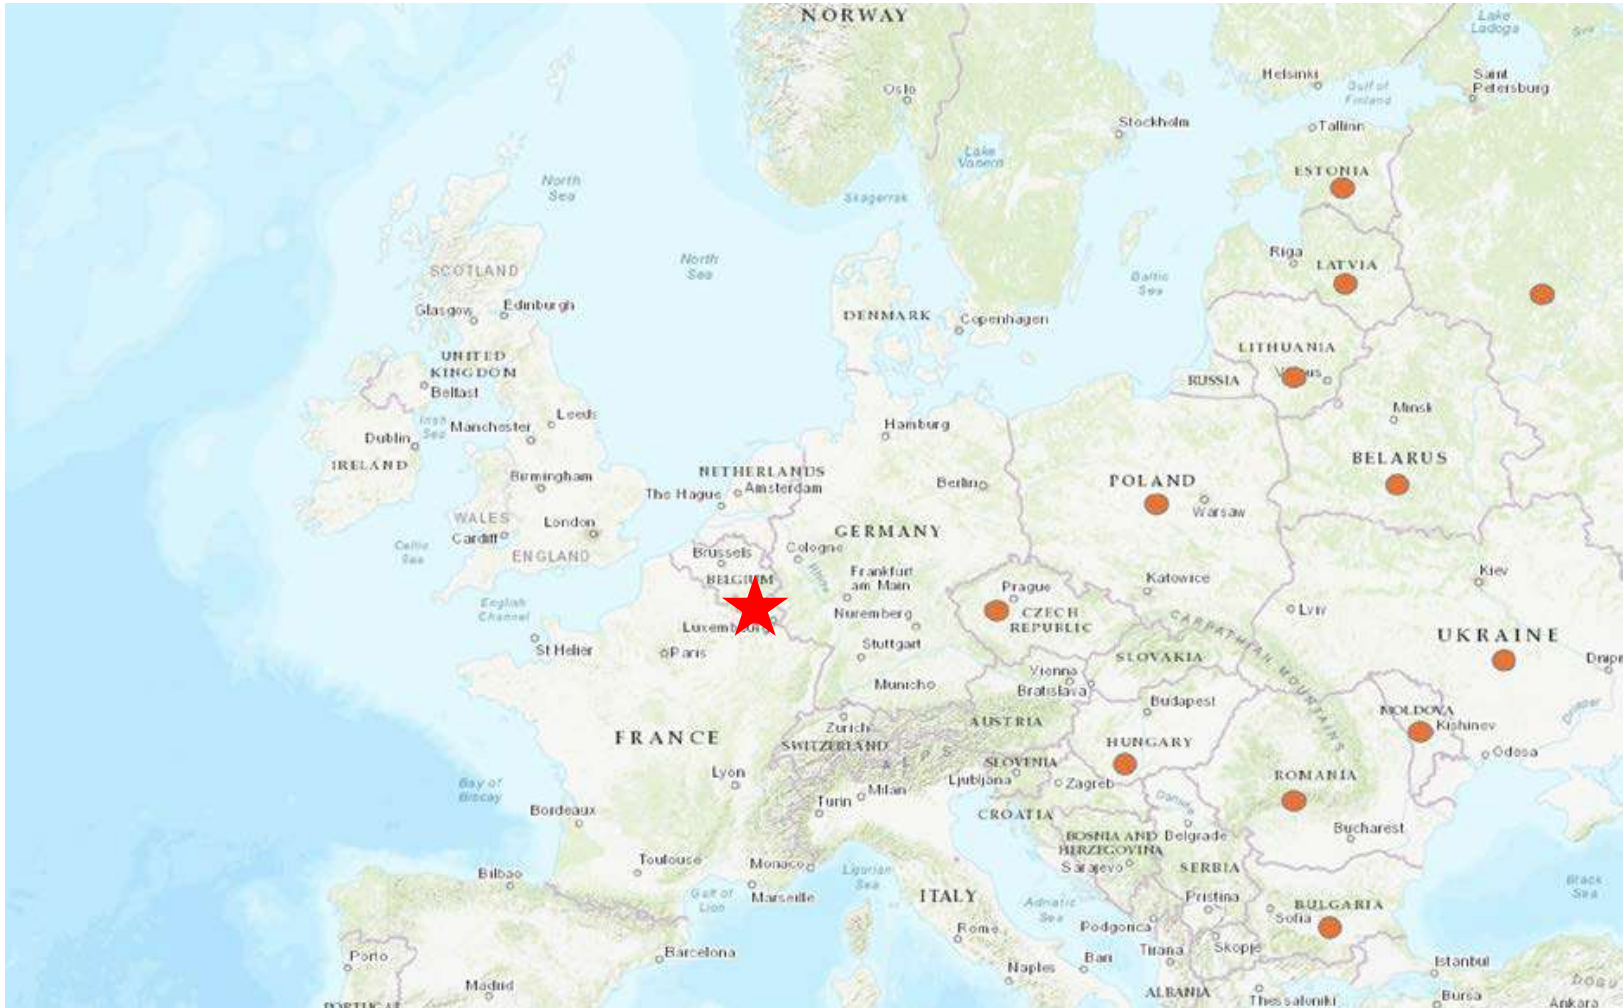 NORWAY
Lake
Ladoga
Oslo
Helsinki
Gulf of
Finland
Saint
Petersburg
Stockholm
Tallinn
Lake
Vanern
North
Sea
Skagerrak
ESTONIA
SCOTLAND
North
Sea
Baltic
Sea
Riga
LATVIA
Glasgow
Edinburgh
DENMARK
Copenhagen
LITHUANIA
UNITED
KINGDOM
Belfast
RUSSIA
Minsk
Irish
Sea
Manchester
Leeds
Dublin
IRELAND
Hamburg
BELARUS
Birmingham
NETHERLANDS
Amsterdam
The Hague
Berlin
POLAND
Warsaw
WALES
Cardiff
London
ENGLAND
GERMANY
Celtic
Sea
Brussels
Cologne
Rhine
BELGIUM
Frankfurt
am Main
Prague
Katowice
Kiev
English
Channel
Nuremberg
CZECH
REPUBLIC
Lviv
CARPATHIAN MOUNTAINS
UKRAINE
St Helier
Paris
Stuttgart
SLOVAKIA
Vienna
Bratislava
Munich
Budapest
MOLDOVA
Kishinev
Dnieper
FRANCE
Zurich
SWITZERLAND
ALPS
AUSTRIA
HUNGARY
Odesa
Lyon
SLOVENIA
Ljubljana
Zagreb
ROMANIA
Bay of
Biscay
Turin
Milan
Danube
Bordeaux
CROATIA
BOSNIA AND
HERZEGOVINA
Belgrade
Bucharest
Toulouse
Monaco
Ligurian
Sea
Sarajevo
SERBIA
Black
Sea
Bilbao
Gulf of
Lion
Marseille
ITALY
Adriatic
Sea
Pristina
BULGARIA
Sofia
Rome
Podgorica
Skopje
Porto
Barcelona
Tirana
Istanbul
Naples
Bari
Madrid
ALBANIA
Bursa
Ankara
Thessaloniki